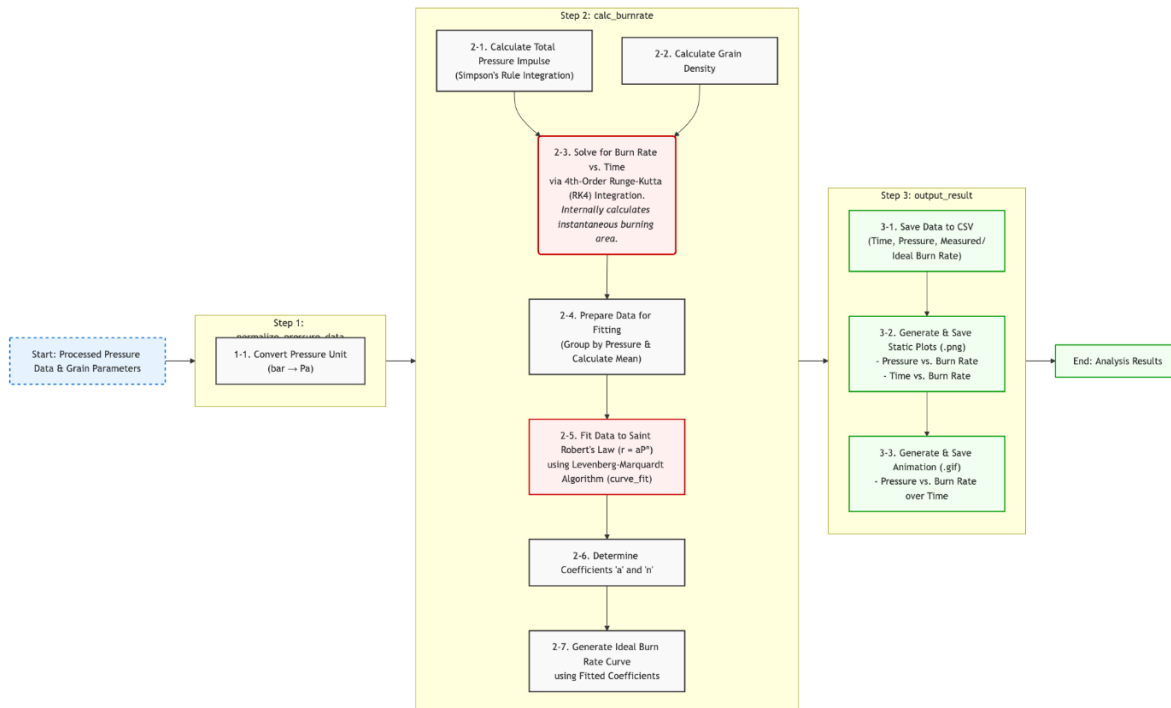 Start: Processed Pressure
Data & Grain Parameters
Step 1:
normalize_pressure_data
1-1. Convert Pressure Unit
(bar → Pa)
Step 2: calc_burnrate
2-1. Calculate Total
Pressure Impulse
(Simpson's Rule Integration)
2-2. Calculate Grain
Density
2-3. Solve for Burn Rate
vs. Time
via 4th-Order Runge-Kutta
(RK4) Integration.
Internally calculates
instantaneous burning
area.
2-4. Prepare Data for
Fitting
(Group by Pressure &
Calculate Mean)
2-5. Fit Data to Saint
Robert's Law (r = aPⁿ)
using Levenberg-Marquardt
Algorithm (curve_fit)
2-6. Determine
Coefficients 'a' and 'n'
2-7. Generate Ideal Burn
Rate Curve
using Fitted Coefficients
Step 3: output_result
3-1. Save Data to CSV
(Time, Pressure, Measured/
Ideal Burn Rate)
3-2. Generate & Save
Static Plots (.png)
- Pressure vs. Burn Rate
- Time vs. Burn Rate
3-3. Generate & Save
Animation (.gif)
- Pressure vs. Burn Rate
over Time
End: Analysis Results